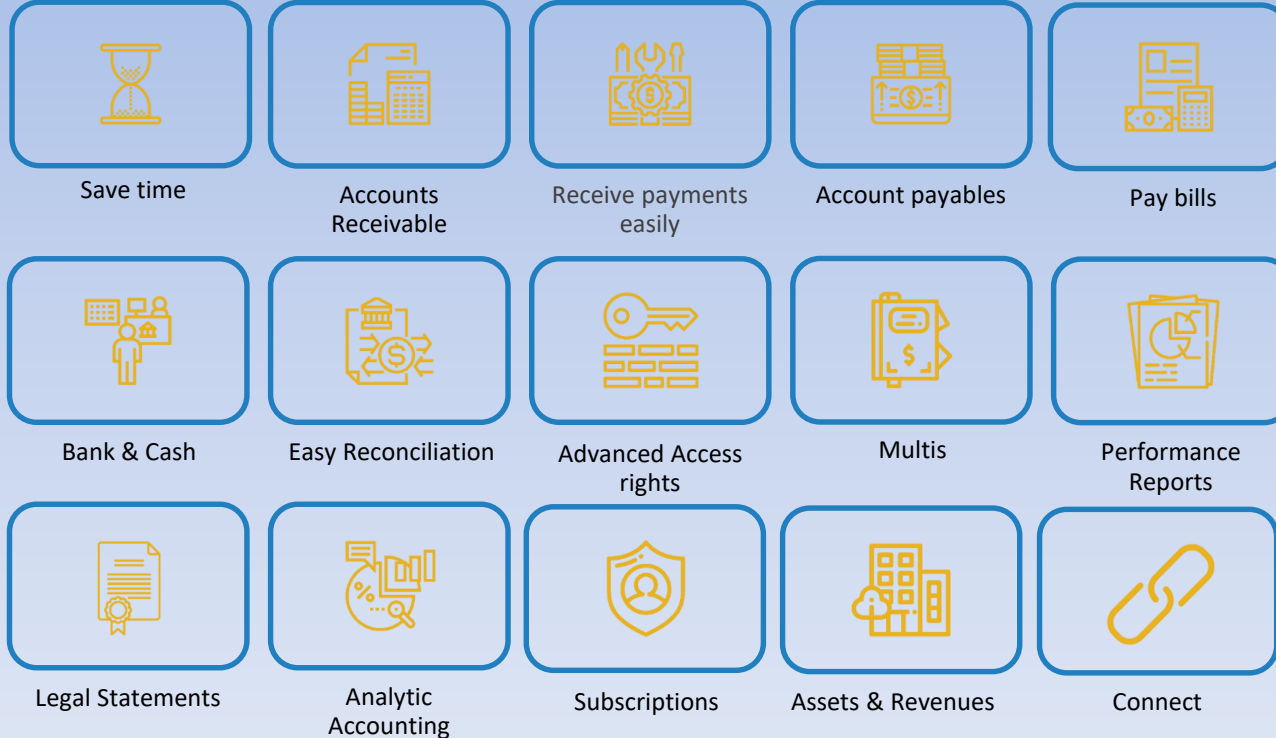 Save time
Accounts
Receivable
Receive payments
easily
Account payables
Pay bills
Bank & Cash
Easy Reconciliation
Advanced Access
rights
Multis
Performance
Reports
Legal Statements
Analytic
Accounting
Subscriptions
Assets & Revenues
Connect